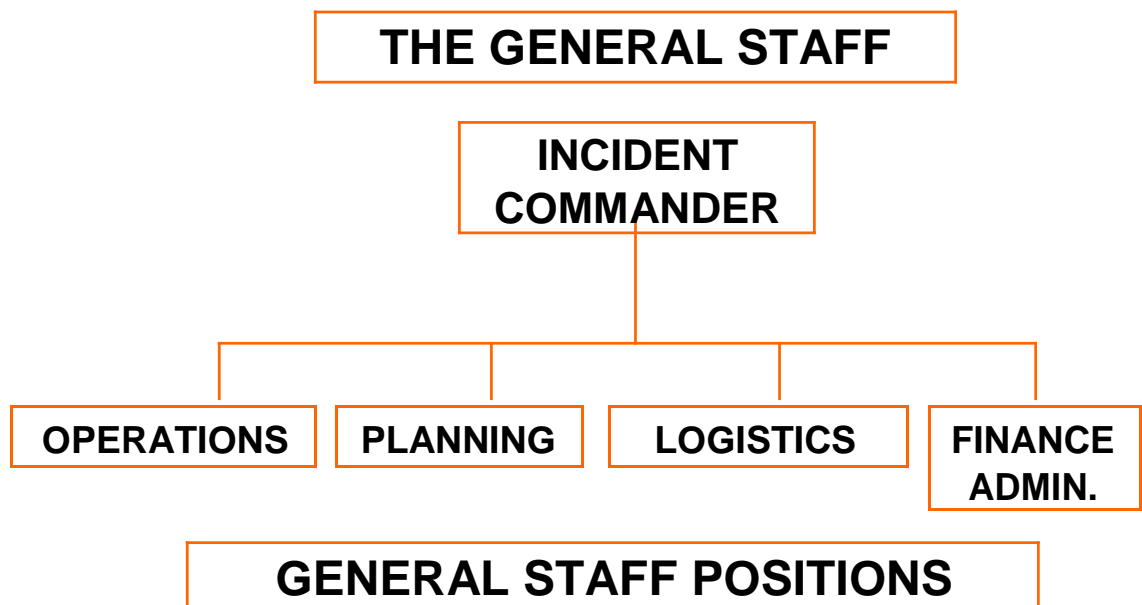 THE GENERAL STAFF
INCIDENT
COMMANDER
OPERATIONS
PLANNING
LOGISTICS
FINANCE
ADMIN.
GENERAL STAFF POSITIONS